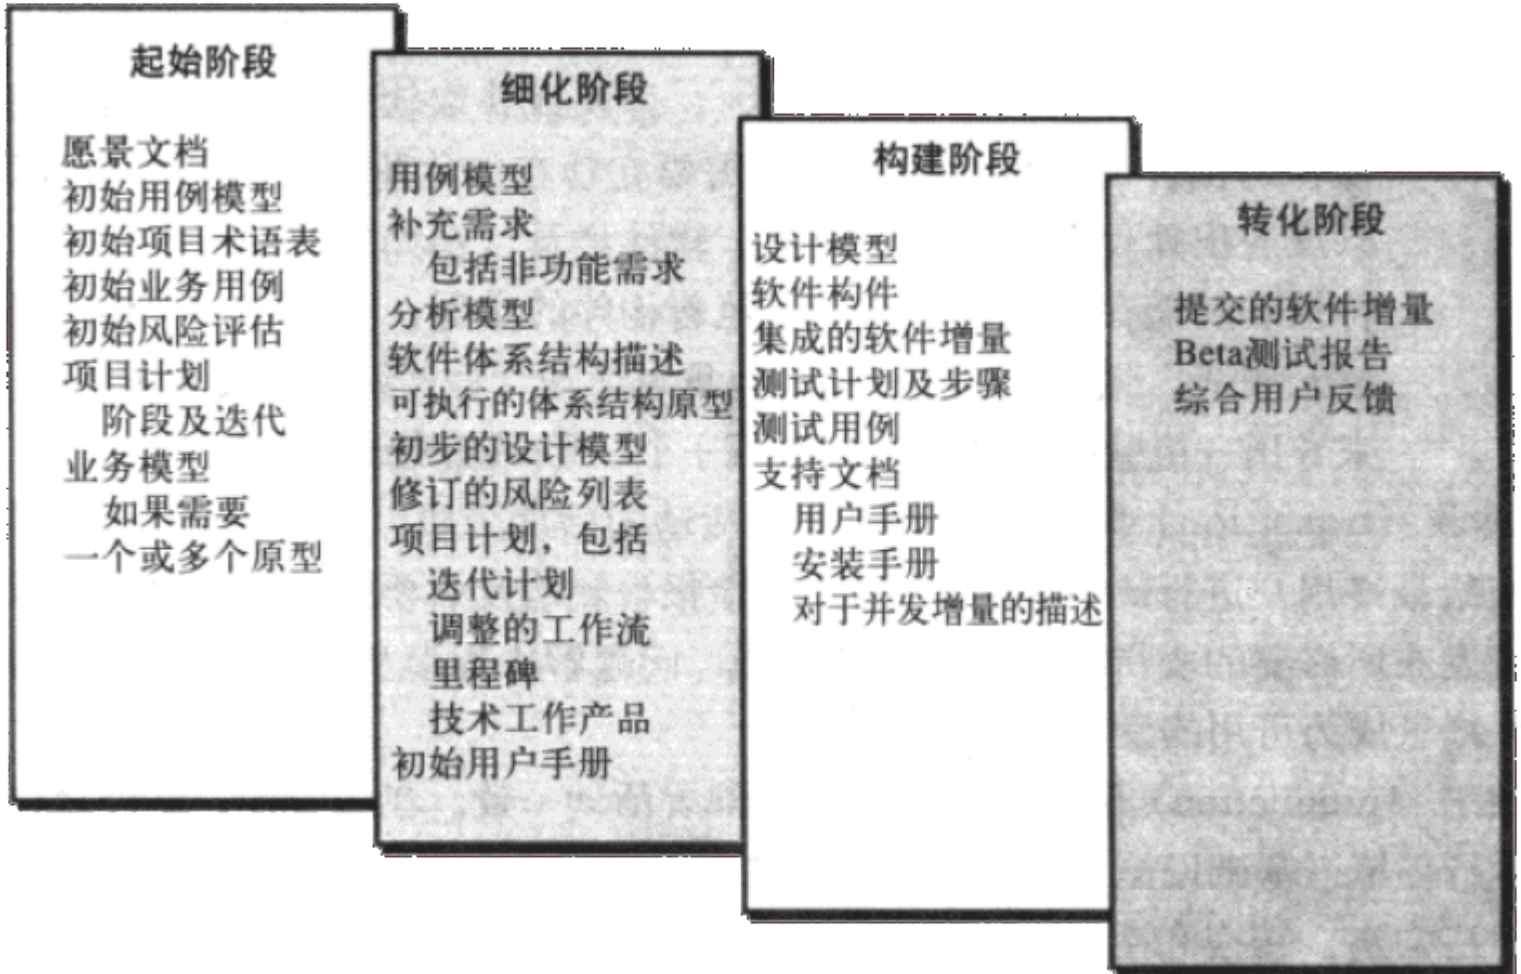 起始阶段
愿景文档
初始用例模型
初始项目术语表
初始业务用例
初始风险评估
项目计划
阶段及迭代
业务模型
如果需要
一个或多个原型
细化阶段
用例模型
补充需求
包括非功能需求
分析模型
软件体系结构描述
可执行的体系结构原型
初步的设计模型
修订的风险列表
项目计划，包括
迭代计划
调整的工作流
里程碑
技术工作产品
初始用户手册
构建阶段
设计模型
软件构件
集成的软件增量
测试计划及步骤
测试用例
支持文档
用户手册
安装手册
对于并发增量的描述
转化阶段
提交的软件增量
Beta测试报告
综合用户反馈